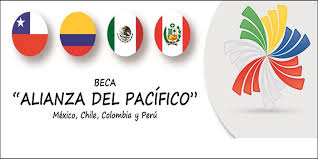 BECA
“ALIANZA DEL PACÍFICO”
México, Chile, Colombia y Perú